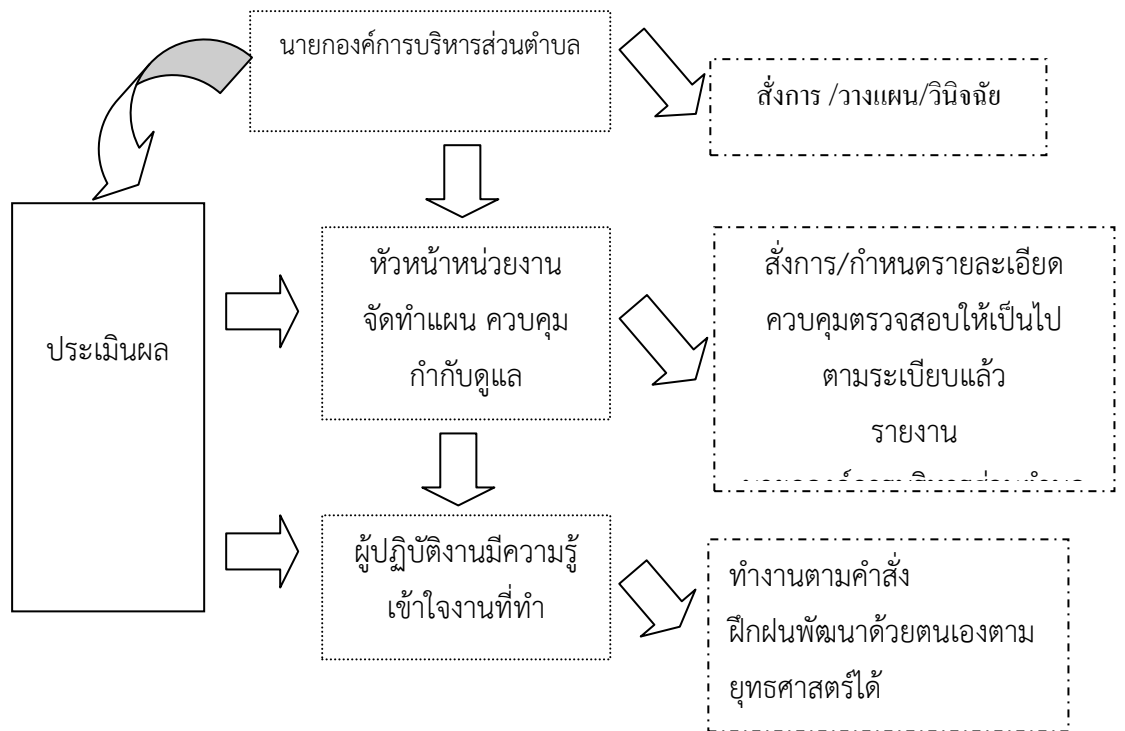 นายกองค์การบริหารส่วนตำบล
สั่งการ /วางแผน/วินิจฉัย
ประเมินผล
หัวหน้าหน่วยงาน
จัดทำแผน ควบคุม
กำกับดูแล
สั่งการ/กำหนดรายละเอียด
ควบคุมตรวจสอบให้เป็นไป
ตามระเบียบแล้ว
รายงาน
ผู้ปฏิบัติงานมีความรู้
เข้าใจงานที่ทำ
ทำงานตามคำสั่ง
ฝึกฝนพัฒนาด้วยตนเองตาม
ยุทธศาสตร์ได้